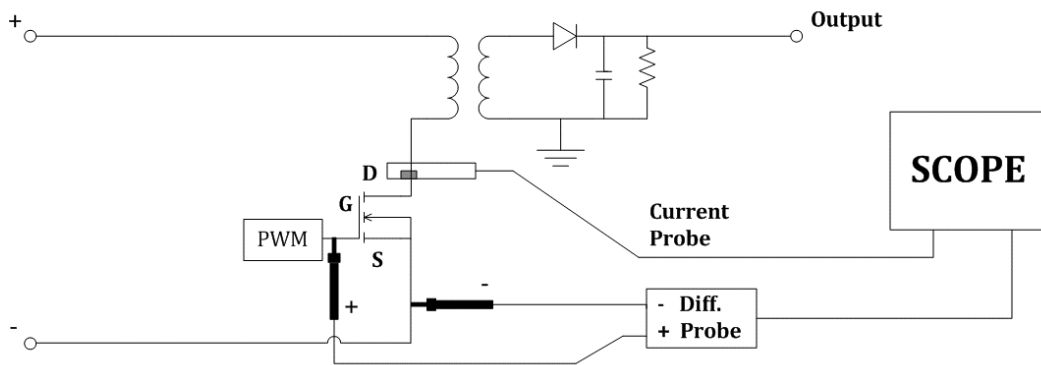 +
Output
SCOPE
D
G
Current
Probe
PWM
S
-
+
- Diff.
+ Probe
-